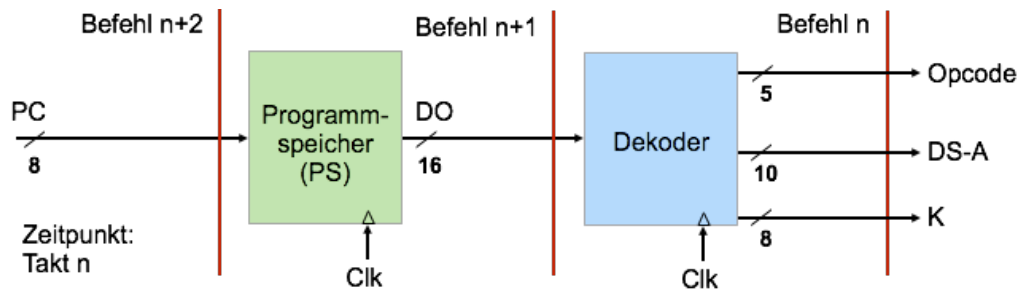 Befehl n+2
Befehl n+1
Befehl n
PC
8
Programm-
speicher
(PS)
Clk
DO
16
Dekoder
Clk
5
Opcode
10
DS-A
8
K
Zeitpunkt:
Takt n